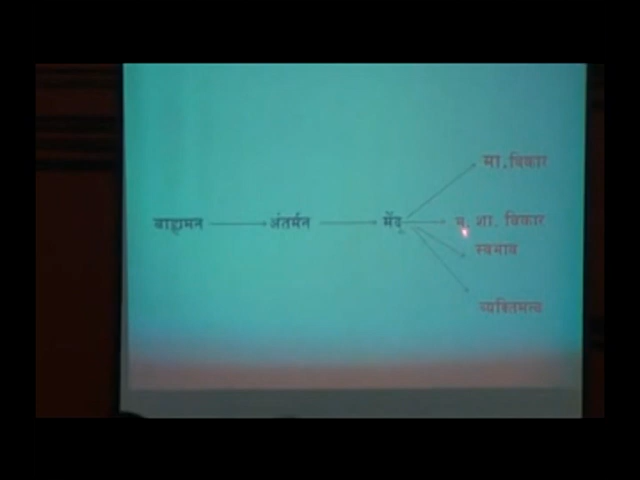 मा. विकार
बाह्यमन अंतर्मन मेंदू व. शा. विकार
स्वभाव
व्यक्तिमत्व